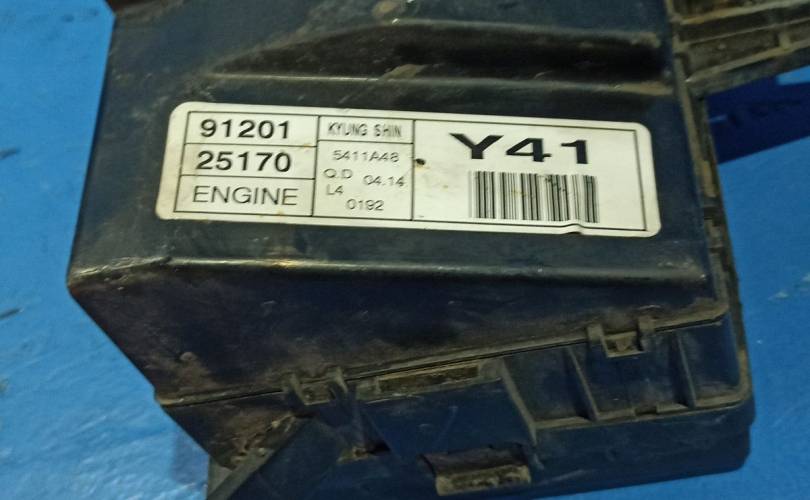 91201
25170
ENGINE
KYUNG SHIN
5411A48
Q.D 04.14
L4
0192
Y41